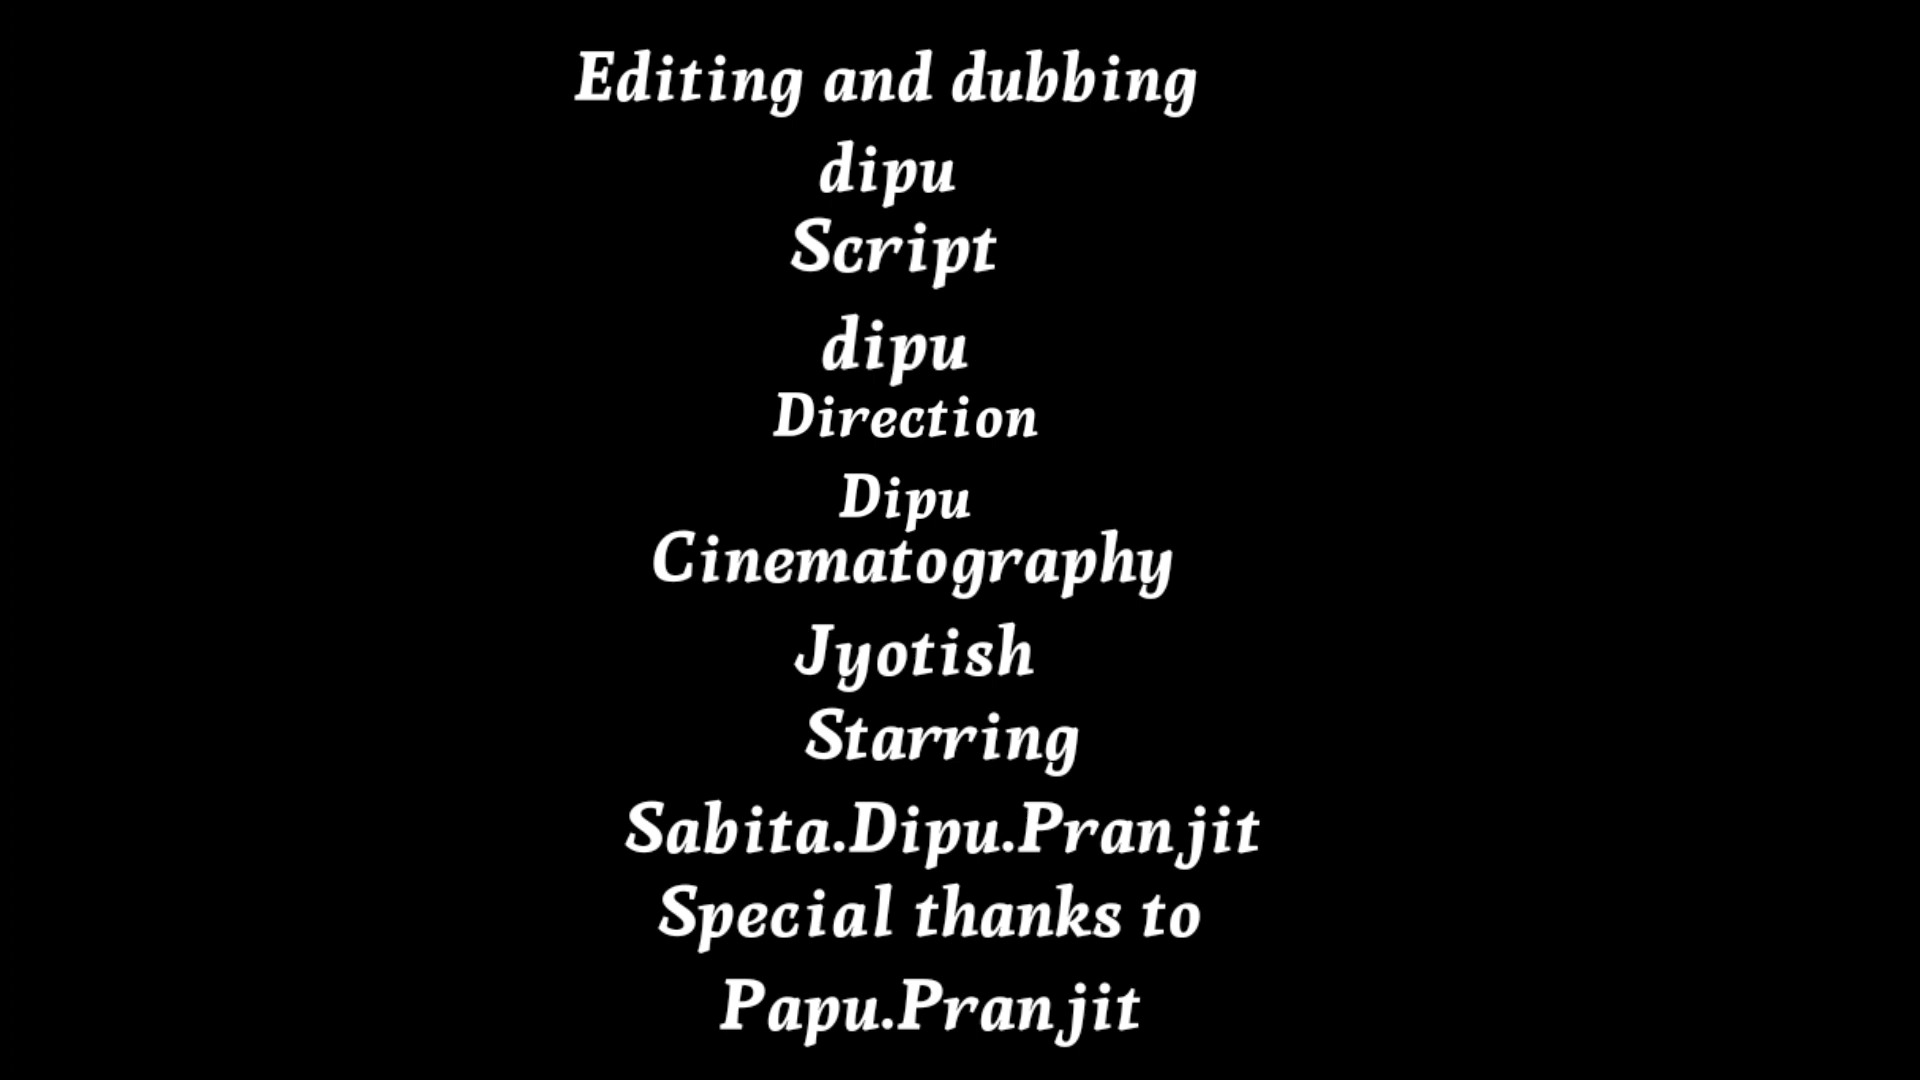 Editing and dubbing
dipu
Script
dipu
Direction
Dipu
Cinematography
Jyotish
Starring
Sabita.Dipu.Pranjit
Special thanks to
Papu.Pranjit